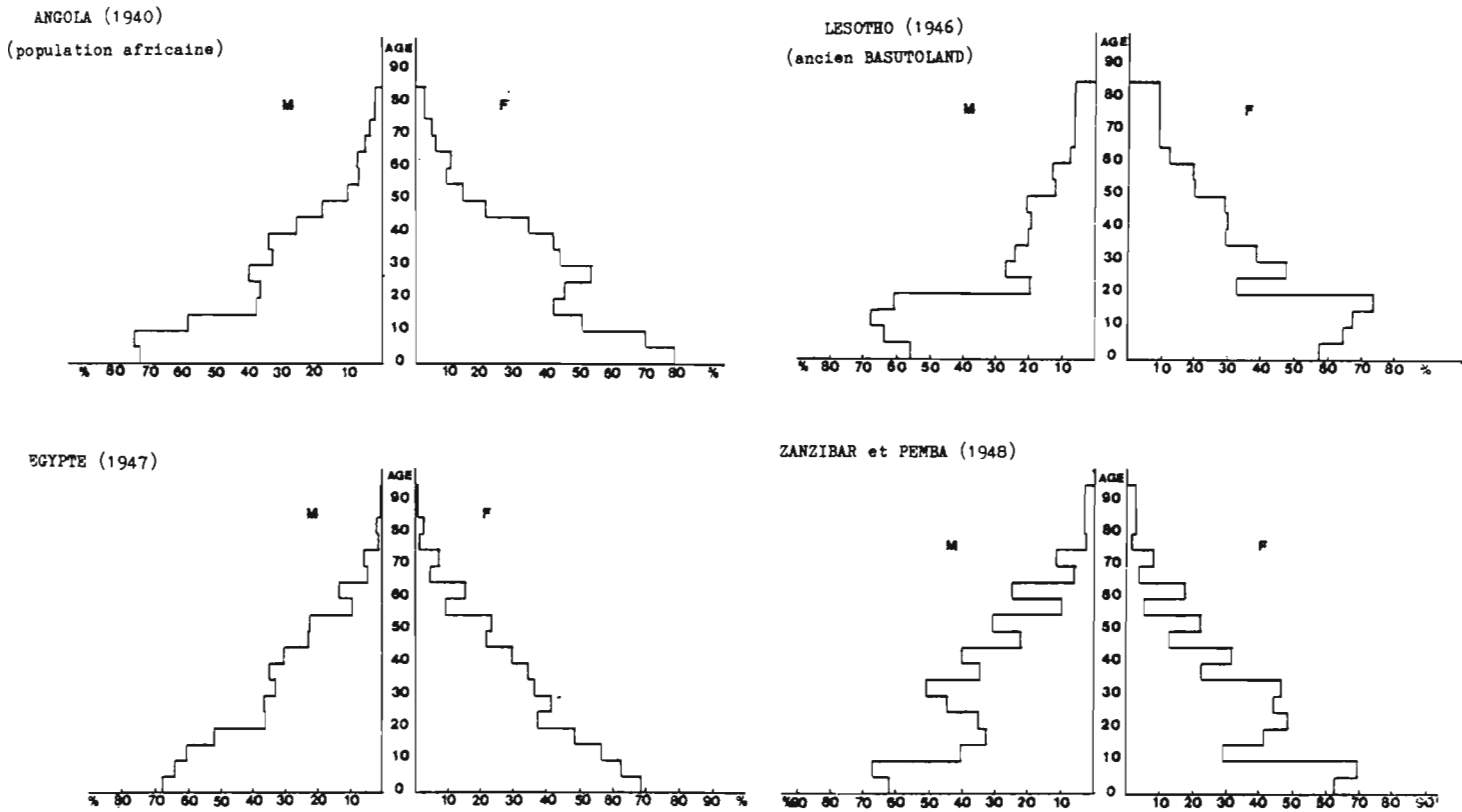 ANGOLA (1940)
(population africaine)
AGE
90
80
70
60
50
40
30
20
10
0
M
F
% 80 70 60 50 40 30 20 10
10 20 30 40 50 60 70 80 %
LESOTHO (1946)
(ancien BASUTOLAND)
AGE
90
80
70
60
50
40
30
20
10
0
M
F
% 80 70 60 50 40 30 20 10
10 20 30 40 50 60 70 80 %
EGYPTE (1947)
AGE
90
80
70
60
50
40
30
20
10
0
M
F
% 80 70 60 50 40 30 20 10
10 20 30 40 50 60 70 80 90 %
ZANZIBAR et PEMBA (1948)
AGE
90
80
70
60
50
40
30
20
10
0
M
F
%90 80 70 60 50 40 30 20 10
10 20 30 40 50 60 70 80 90